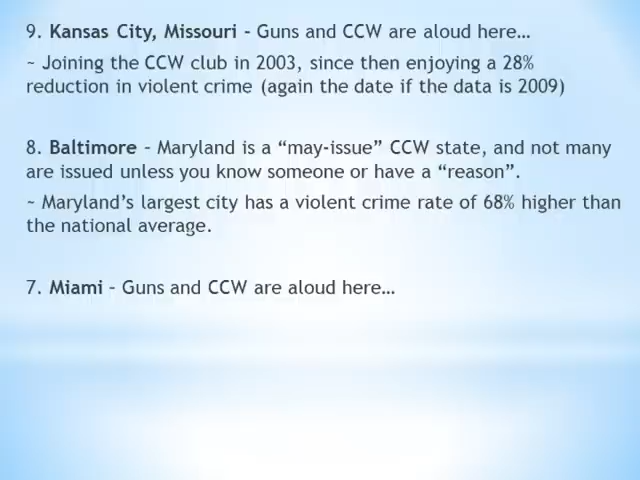 9. Kansas City, Missouri - Guns and CCW are aloud here…
~ Joining the CCW club in 2003, since then enjoying a 28%
reduction in violent crime (again the date if the data is 2009)
8. Baltimore – Maryland is a “may-issue” CCW state, and not many
are issued unless you know someone or have a “reason”.
~ Maryland’s largest city has a violent crime rate of 68% higher than
the national average.
7. Miami – Guns and CCW are aloud here…